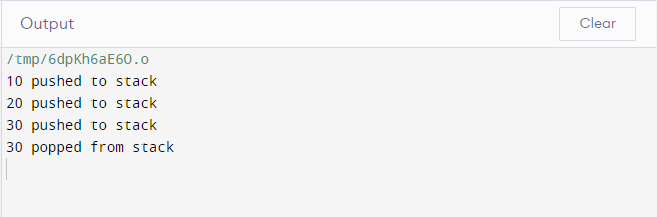 Output
Clear
/tmp/6dpKh6aE6O.o
10 pushed to stack
20 pushed to stack
30 pushed to stack
30 popped from stack